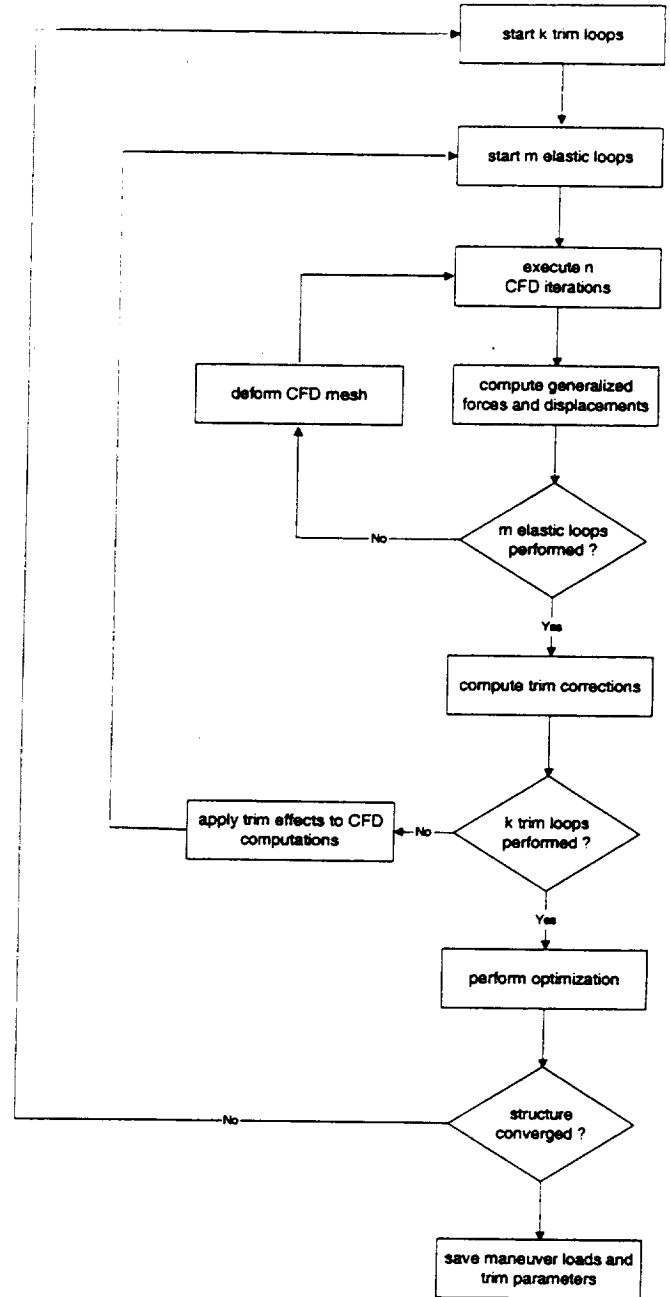 start k trim loops
start m elastic loops
execute n
CFD iterations
deform CFD mesh
compute generalized
forces and displacements
m elastic loops
performed ?
No
Yes
compute trim corrections
apply trim effects to CFD
computations
No
k trim loops
performed ?
Yes
perform optimization
No
structure
converged ?
save maneuver loads and
trim parameters